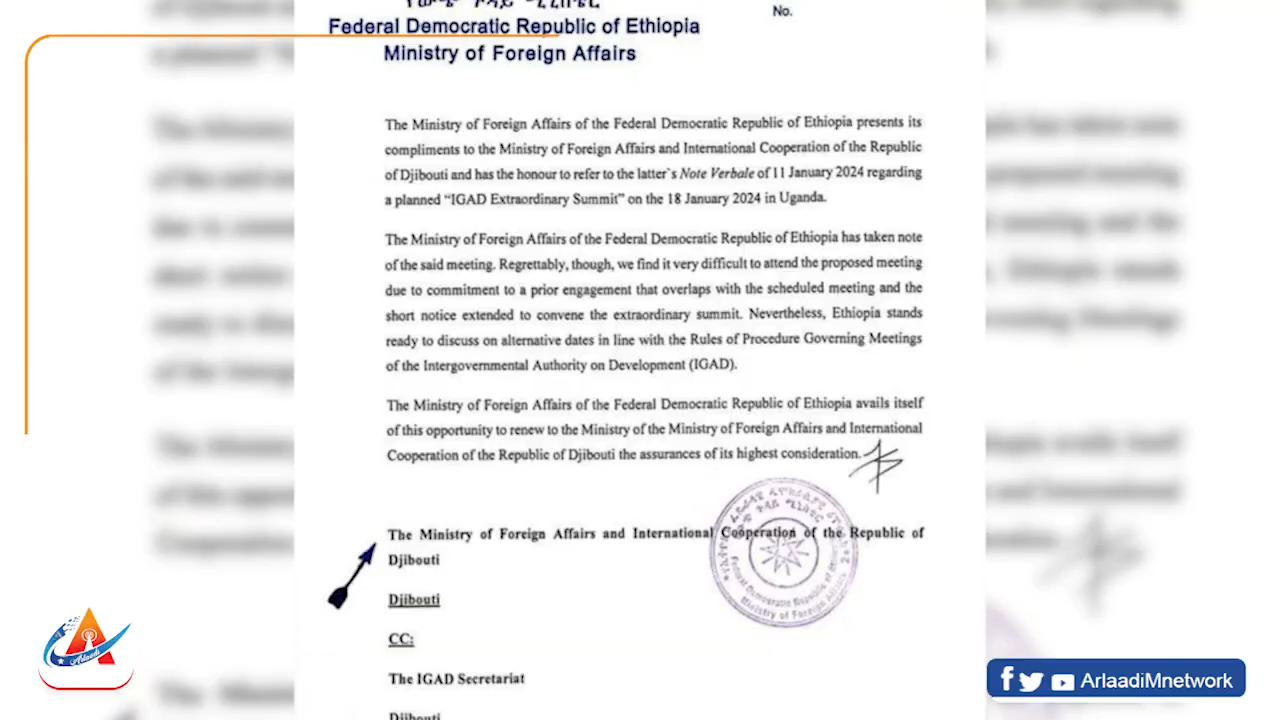 No.
Federal Democratic Republic of Ethiopia
Ministry of Foreign Affairs
The Ministry of Foreign Affairs of the Federal Democratic Republic of Ethiopia presents its
compliments to the Ministry of Foreign Affairs and International Cooperation of the Republic
of Djibouti and has the honour to refer to the latter`s Note Verbale of 11 January 2024 regarding
a planned “IGAD Extraordinary Summit” on the 18 January 2024 in Uganda.
The Ministry of Foreign Affairs of the Federal Democratic Republic of Ethiopia has taken note
of the said meeting. Regrettably, though, we find it very difficult to attend the proposed meeting
due to commitment to a prior engagement that overlaps with the scheduled meeting and the
short notice extended to convene the extraordinary summit. Nevertheless, Ethiopia stands
ready to discuss on alternative dates in line with the Rules of Procedure Governing Meetings
of the Intergovernmental Authority on Development (IGAD).
The Ministry of Foreign Affairs of the Federal Democratic Republic of Ethiopia avails itself
of this opportunity to renew to the Ministry of the Ministry of Foreign Affairs and International
Cooperation of the Republic of Djibouti the assurances of its highest consideration.
The Ministry of Foreign Affairs and International Cooperation of the Republic of
Djibouti
Djibouti
CC:
The IGAD Secretariat
Djibouti
Federal Democratic Republic of
Ministry of Foreign Affairs
Arlaadi
ArlaadiMnetwork